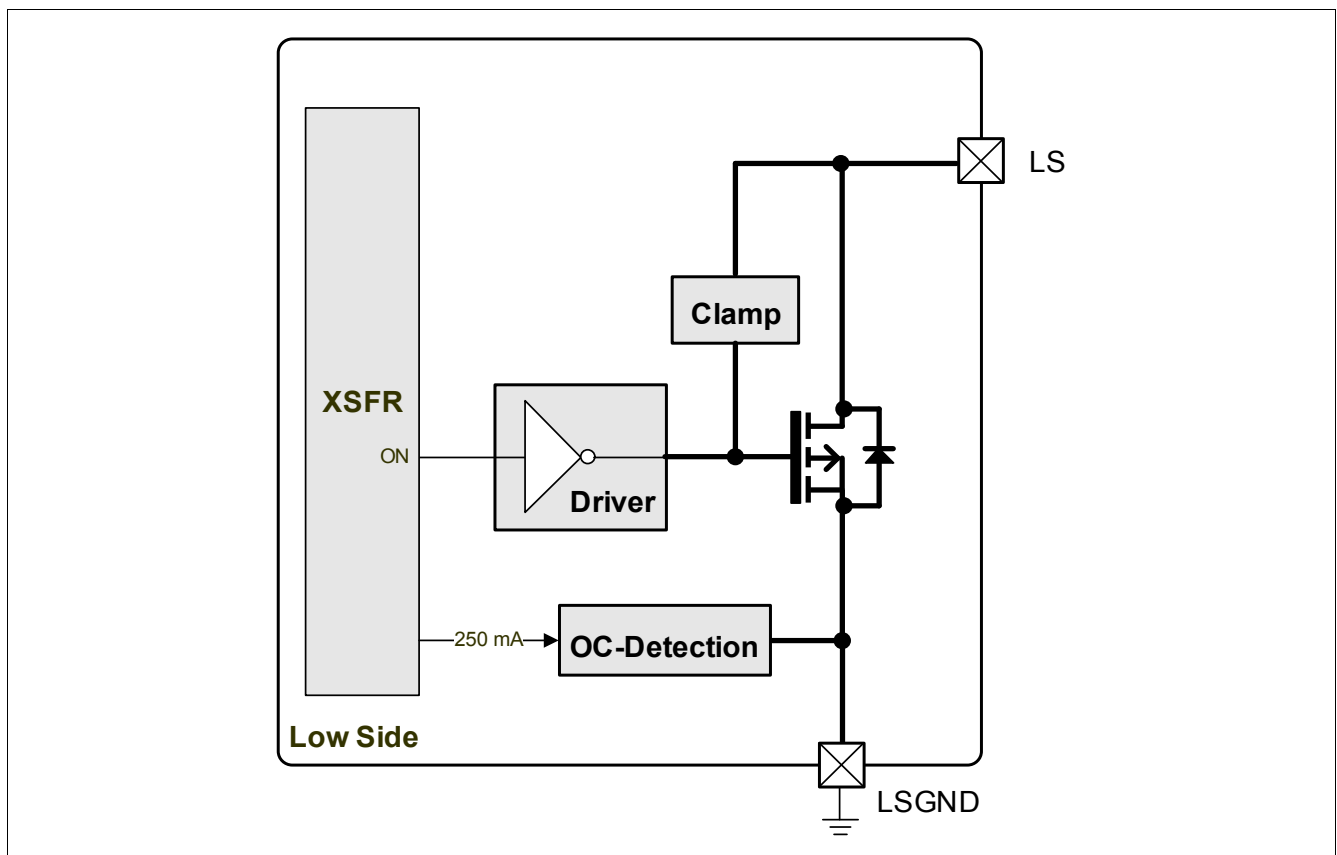 LS
Clamp
XSFR
ON
Driver
250 mA
OC-Detection
Low Side
LSGND